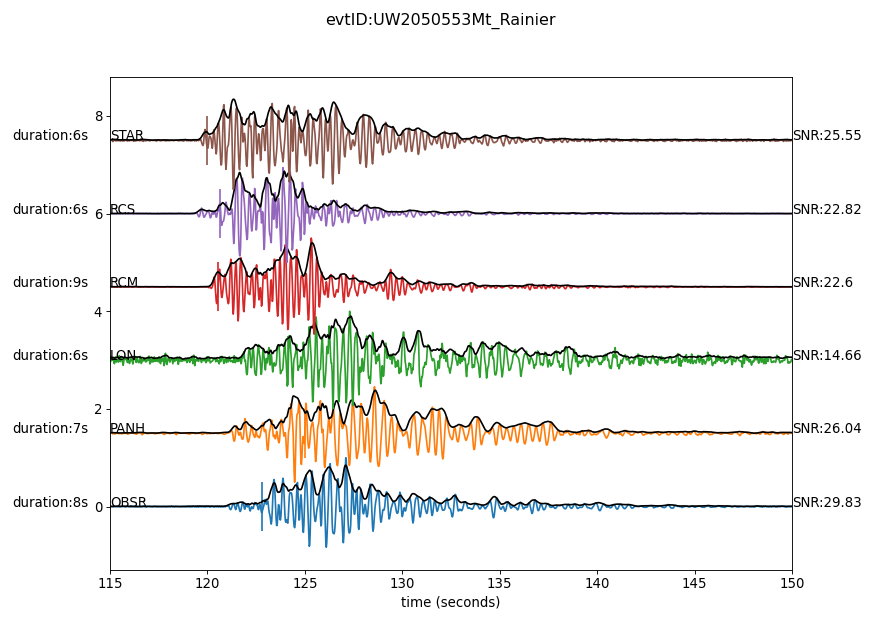 evtID:UW2050553Mt_Rainier
8
duration:6s STAR SNR:25.55
duration:6s RCS SNR:22.82
6
duration:9s RCM SNR:22.6
4
duration:6s LON SNR:14.66
2
duration:7s PANH SNR:26.04
duration:8s OBSR SNR:29.83
0
115 120 125 130 135 140 145 150
time (seconds)